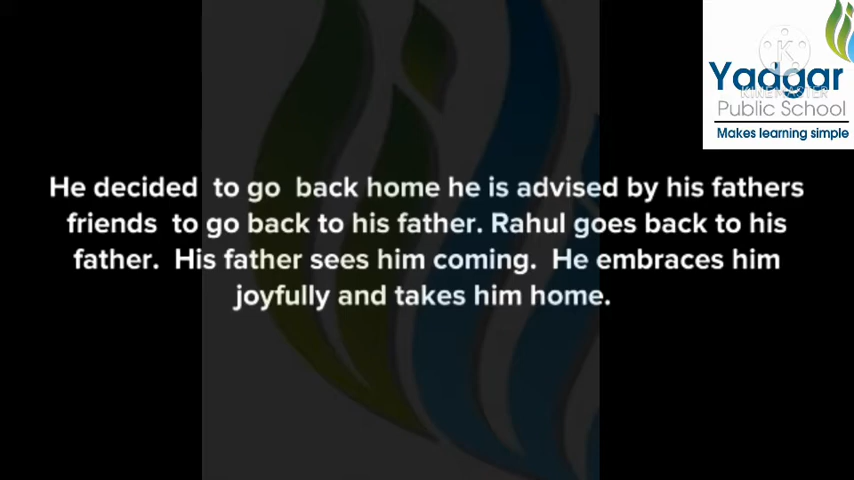 K
KINEMASTER
Yadgar
Public School
Makes learning simple
He decided to go back home he is advised by his fathers
friends to go back to his father. Rahul goes back to his
father. His father sees him coming. He embraces him
joyfully and takes him home.